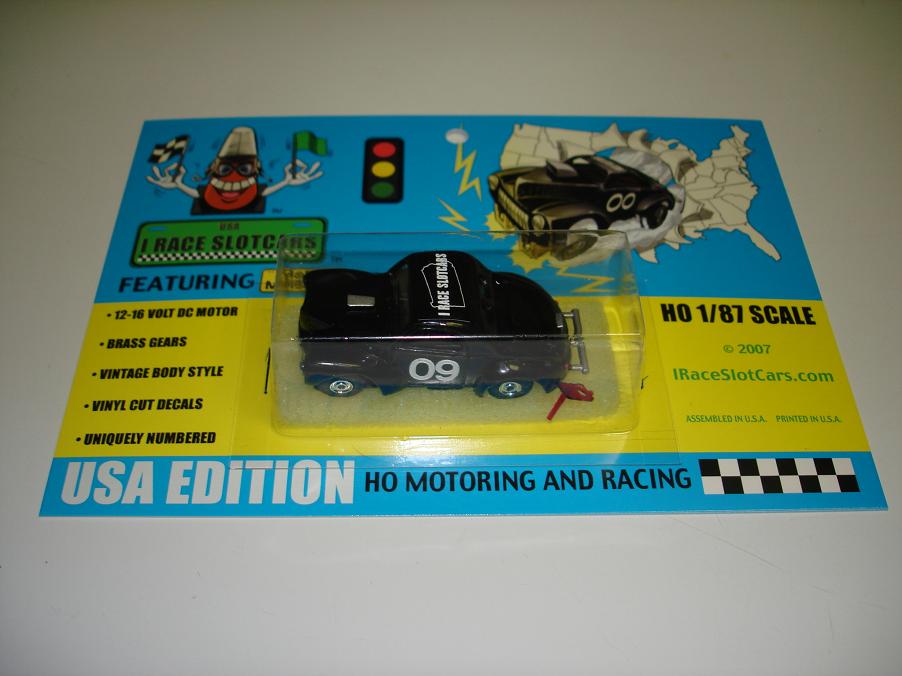 USA
I RACE SLOTCARS
TM
FEATURING
• 12-16 VOLT DC MOTOR
• BRASS GEARS
• VINTAGE BODY STYLE
• VINYL CUT DECALS
• UNIQUELY NUMBERED
00
I RACE SLOTCARS
09
HO 1/87 SCALE
© 2007
IRaceSlotCars.com
ASSEMBLED IN U.S.A. PRINTED IN U.S.A.
USA EDITION HO MOTORING AND RACING